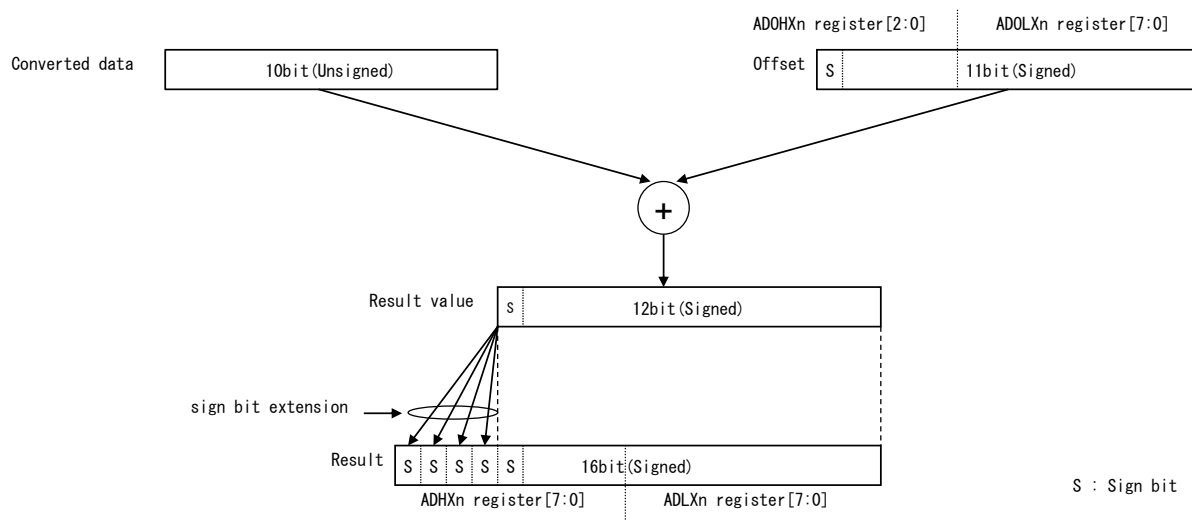 ADOHXn register[2:0] ADOLXn register[7:0]
Converted data 10bit(Unsigned) Offset S 11bit(Signed)
+
Result value S 12bit(Signed)
sign bit extension
Result S S S S S 16bit(Signed)
ADHXn register[7:0] ADLXn register[7:0]
S : Sign bit